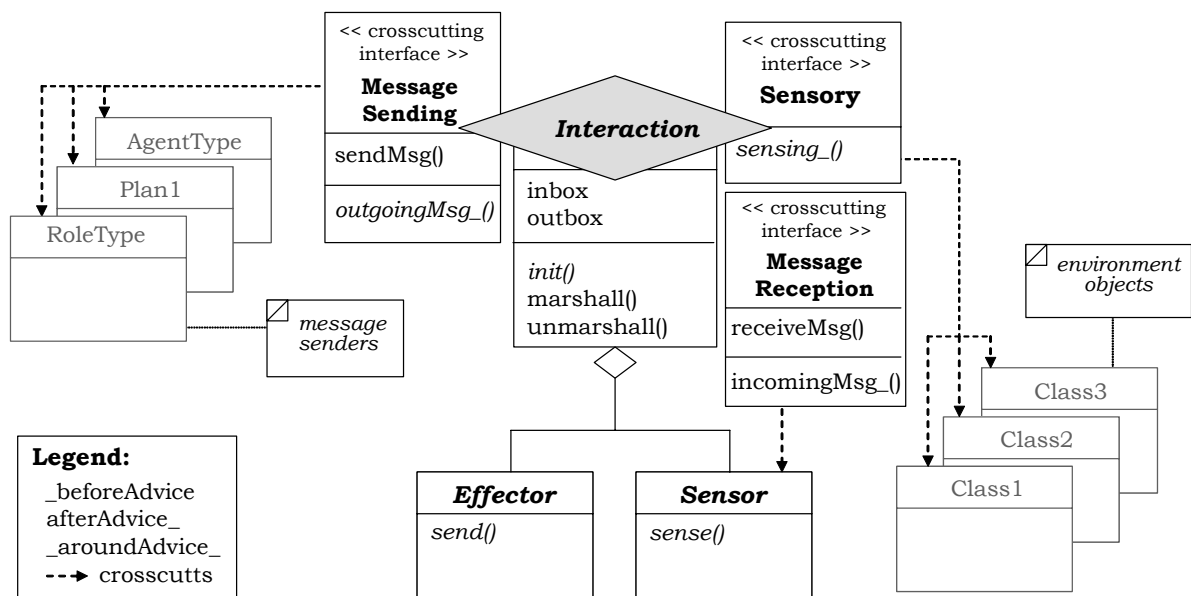 << crosscutting
interface >>
Message
Sending
sendMsg()
outgoingMsg_()
Interaction
inbox
outbox
init()
marshall()
unmarshall()
<< crosscutting
interface >>
Sensory
sensing_()
<< crosscutting
interface >>
Message
Reception
receiveMsg()
incomingMsg_()
AgentType
Plan1
RoleType
message
senders
environment
objects
Class3
Class2
Class1
Effector
send()
Sensor
sense()
Legend:
_beforeAdvice
afterAdvice_
_aroundAdvice_
crosscutts